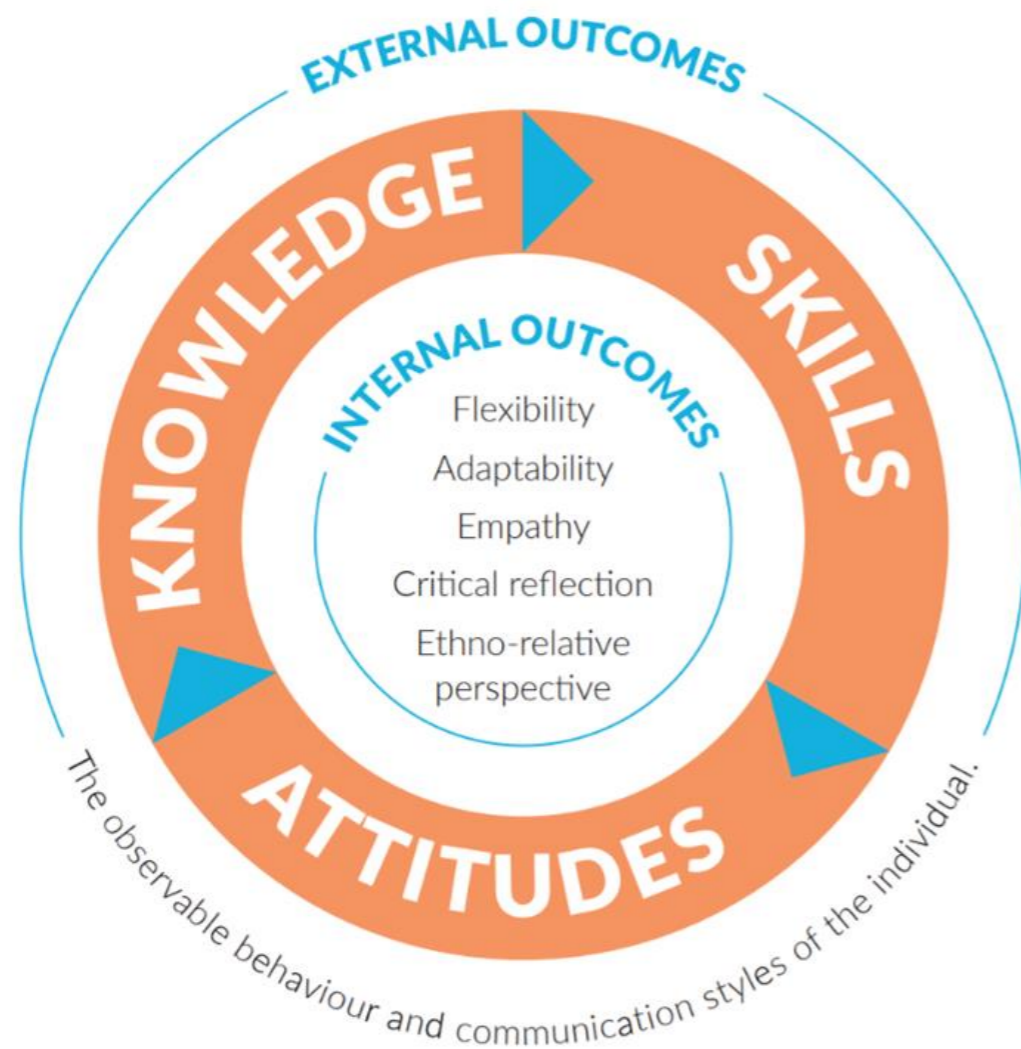 EXTERNAL OUTCOMES
KNOWLEDGE
SKILLS
ATTITUDES
INTERNAL OUTCOMES
Flexibility
Adaptability
Empathy
Critical reflection
Ethno-relative
perspective
The observable behaviour and communication styles of the individual.